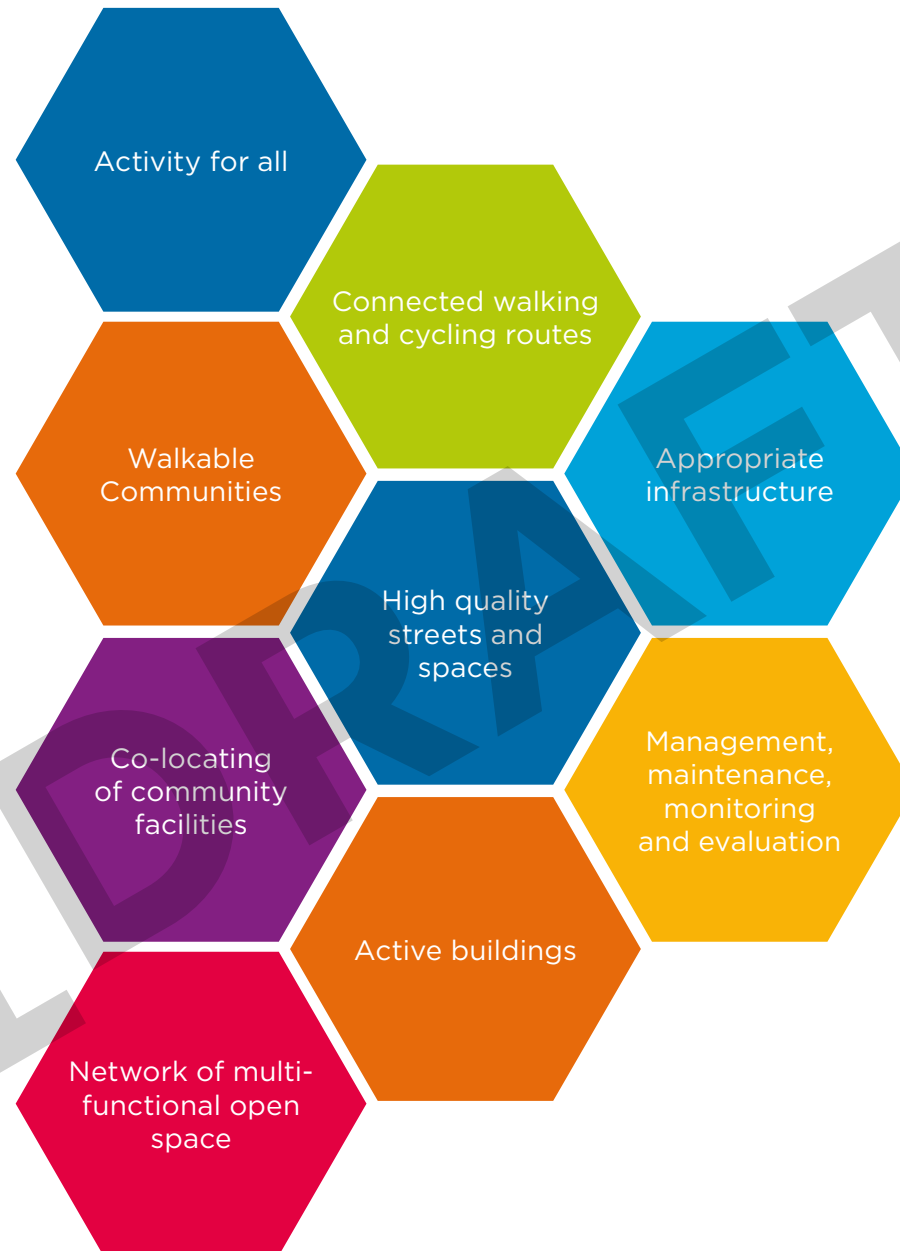 Activity for all
Connected walking
and cycling routes
Walkable
Communities
Appropriate
infrastructure
High quality
streets and
spaces
Co-locating
of community
facilities
Management,
maintenance,
monitoring
and evaluation
Active buildings
Network of multi-
functional open
space
DRAFT